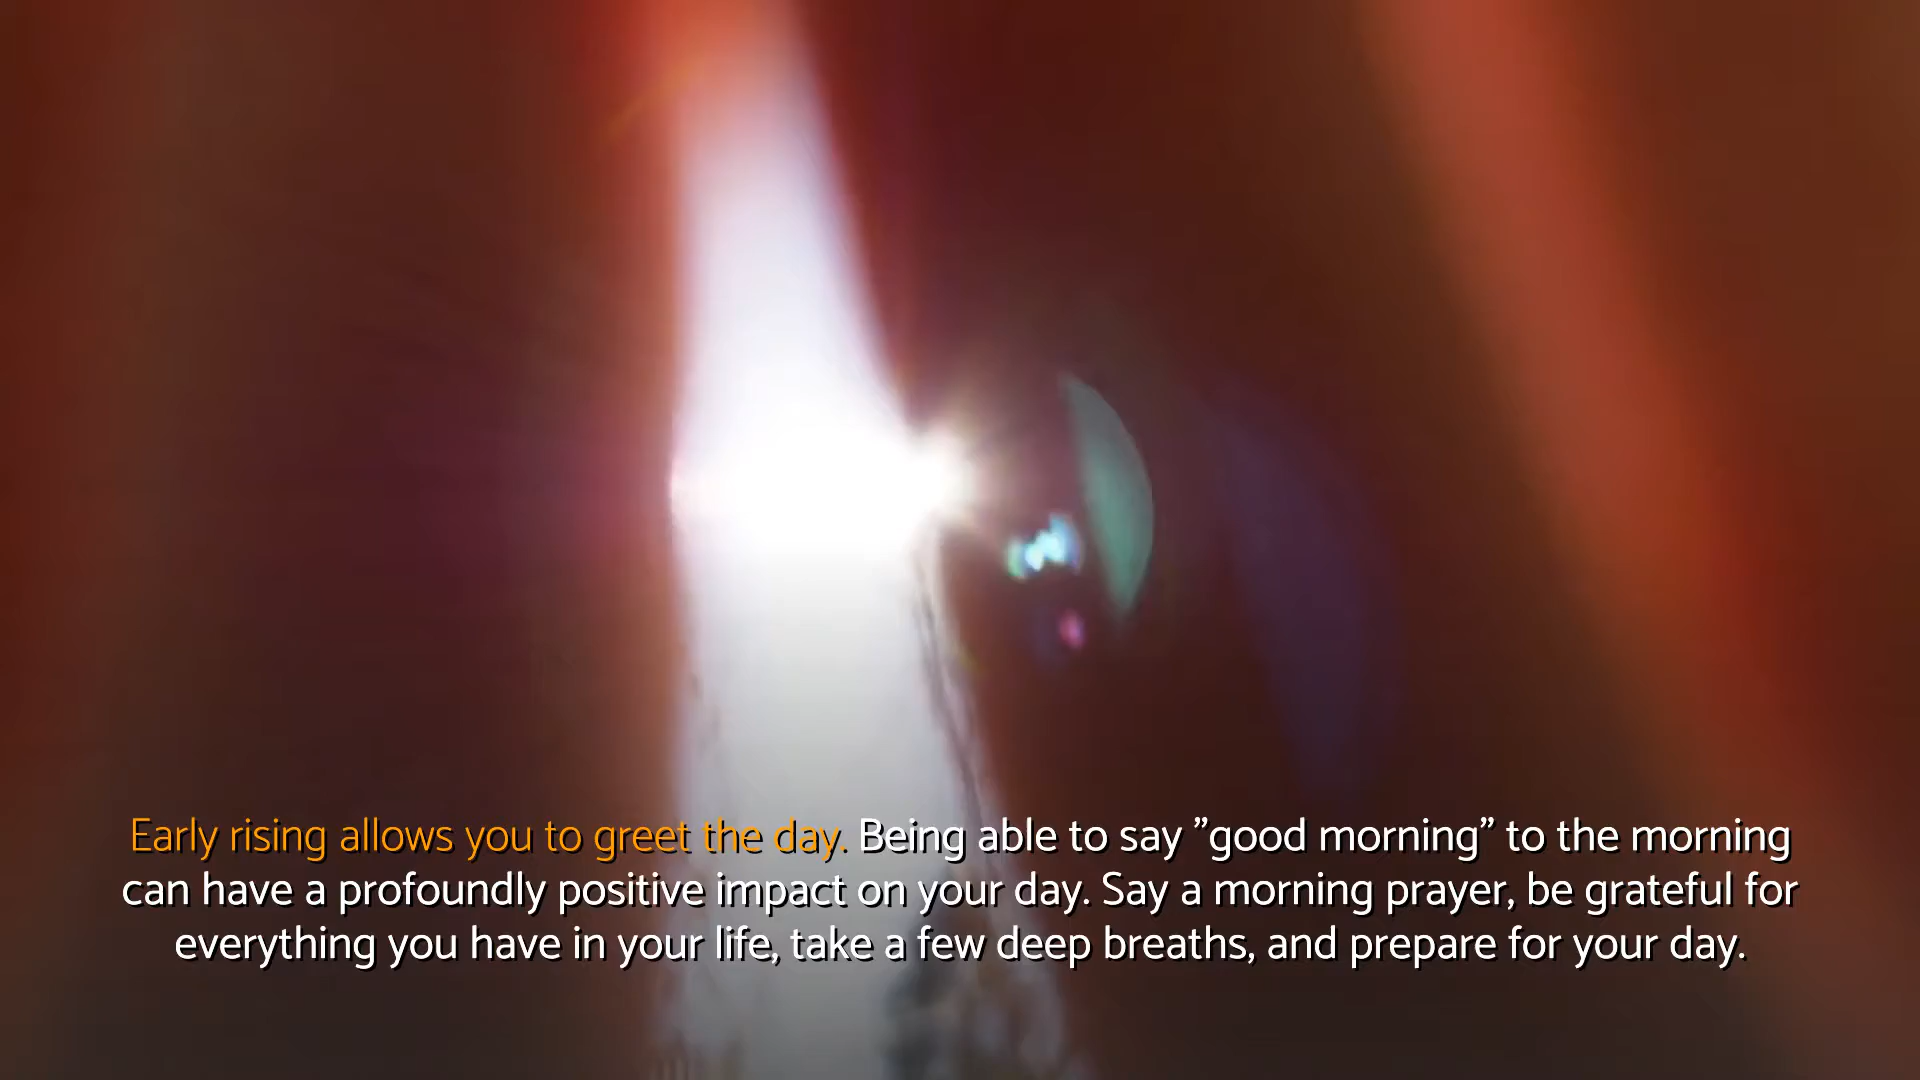 Early rising allows you to greet the day. Being able to say ”good morning” to the morning
can have a profoundly positive impact on your day. Say a morning prayer, be grateful for
everything you have in your life, take a few deep breaths, and prepare for your day.